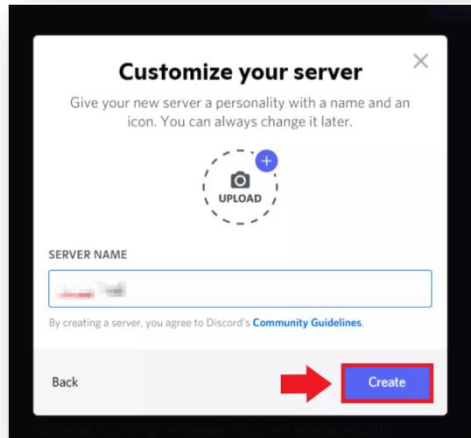 Customize your server
Give your new server a personality with a name and an
icon. You can always change it later.
UPLOAD
SERVER NAME
By creating a server, you agree to Discord's Community Guidelines.
Back
Create